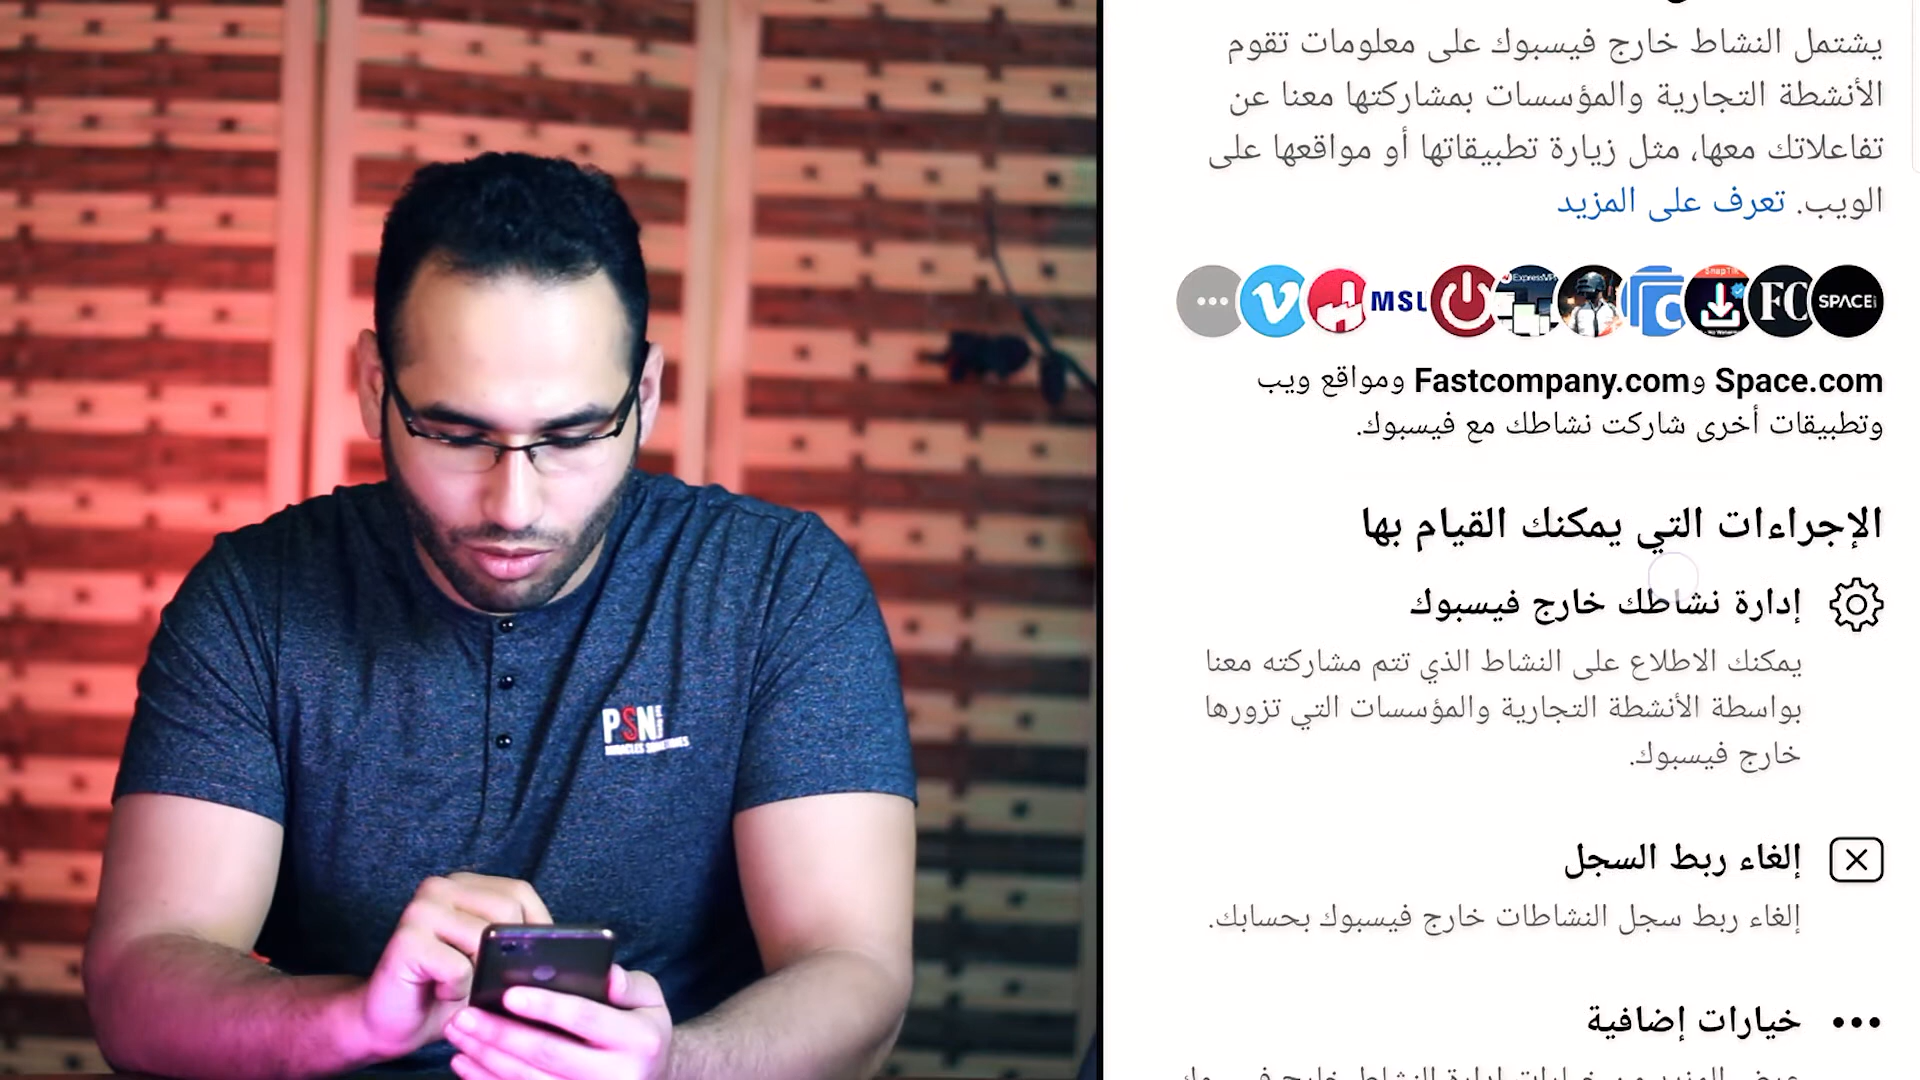 يشتمل النشاط خارج فيسبوك على معلومات تقوم
الأنشطة التجارية والمؤسسات بمشاركتها معنا عن
تفاعلاتك معها، مثل زيارة تطبيقاتها أو مواقعها على
الويب. تعرف على المزيد
MSL
ExpressVP
SnapTik
FC
SPACE
Space.com وFastcompany.com ومواقع ويب
وتطبيقات أخرى شاركت نشاطك مع فيسبوك.
الإجراءات التي يمكنك القيام بها
إدارة نشاطك خارج فيسبوك
يمكنك الاطلاع على النشاط الذي تتم مشاركته معنا
بواسطة الأنشطة التجارية والمؤسسات التي تزورها
خارج فيسبوك.
إلغاء ربط السجل
إلغاء ربط سجل النشاطات خارج فيسبوك بحسابك.
خيارات إضافية
PSN